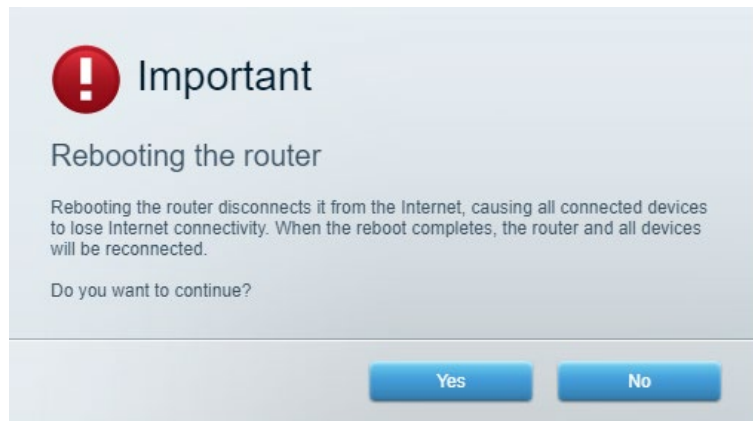 Important
Rebooting the router
Rebooting the router disconnects it from the Internet, causing all connected devices
to lose Internet connectivity. When the reboot completes, the router and all devices
will be reconnected.
Do you want to continue?
Yes No